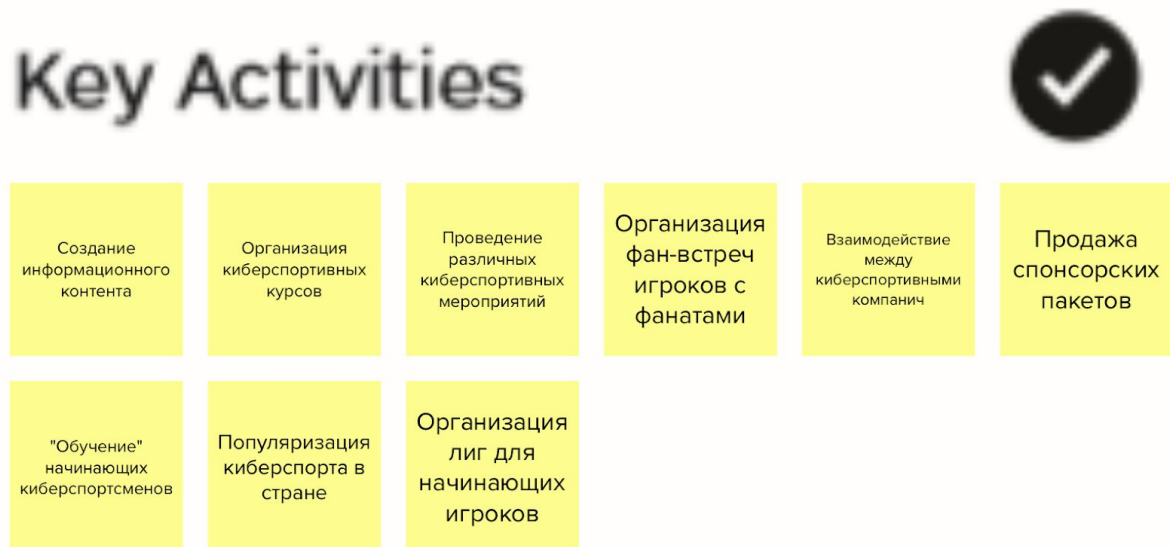 Key Activities
Создание
информационного
контента
Организация
киберспортивных
курсов
Проведение
различных
киберспортивных
мероприятий
Организация
фан-встреч
игроков с
фанатами
Взаимодействие
между
киберспортивными
компанич
Продажа
спонсорских
пакетов
"Обучение"
начинающих
киберспортсменов
Популяризация
киберспорта в
стране
Организация
лиг для
начинающих
игроков